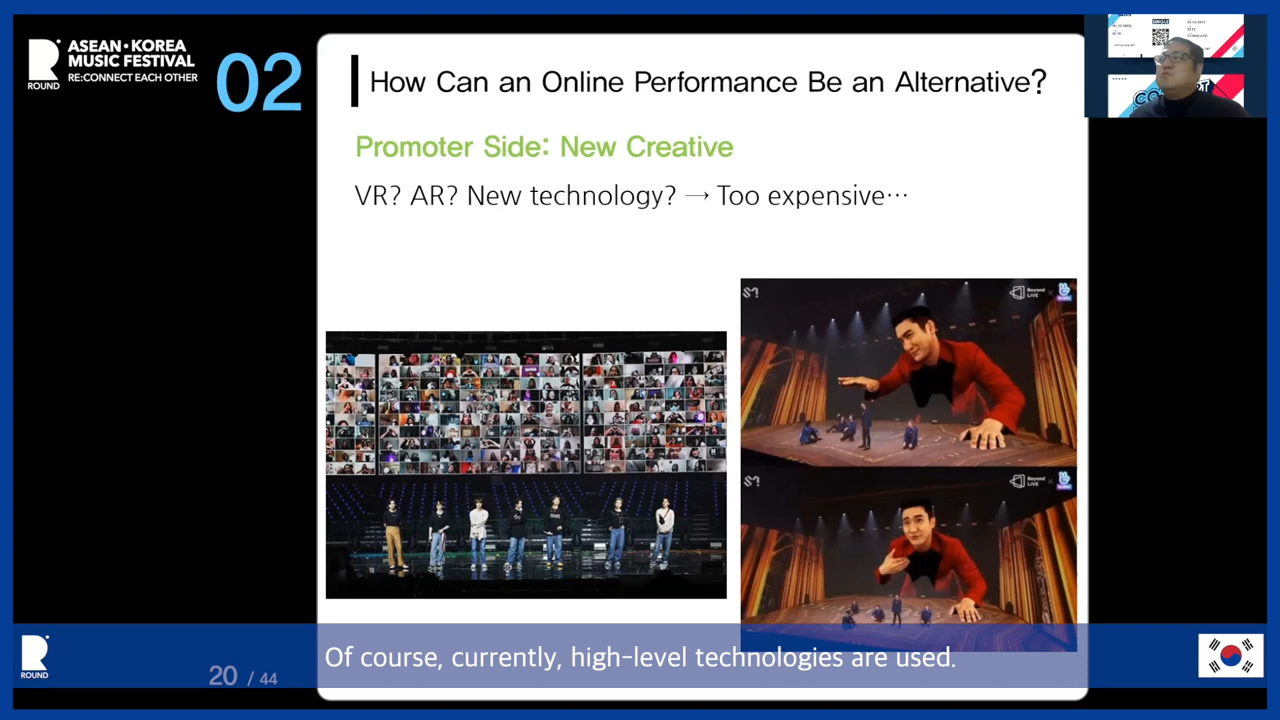 ROUND
ASEAN·KOREA
MUSIC FESTIVAL
RE:CONNECT EACH OTHER
02
How Can an Online Performance Be an Alternative?
Promoter Side: New Creative
VR? AR? New technology? → Too expensive…
Beyond
LIVE
Beyond
LIVE
Of course, currently, high-level technologies are used.
ROUND
20 / 44